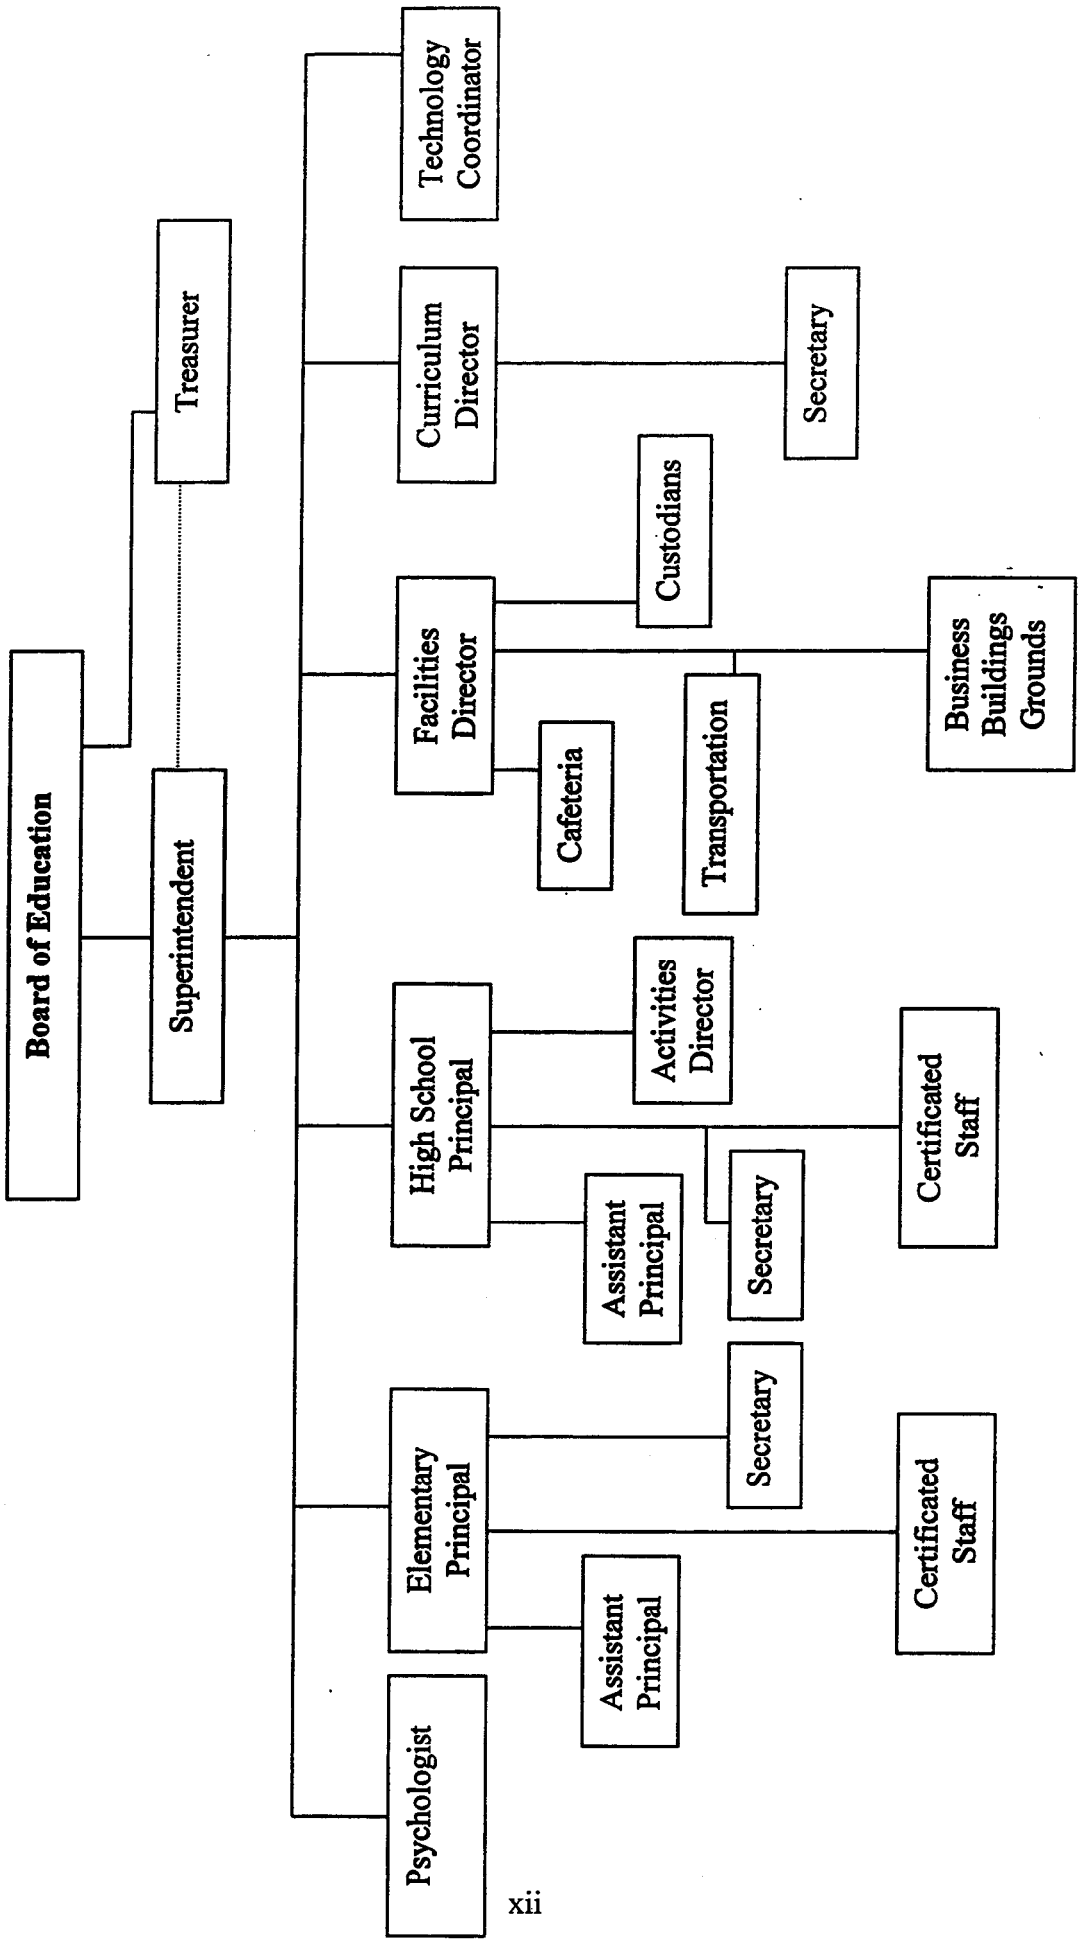 Board of Education
Superintendent
Treasurer
Psychologist
Elementary
Principal
High School
Principal
Facilities
Director
Curriculum
Director
Technology
Coordinator
Assistant
Principal
Secretary
Certificated
Staff
Assistant
Principal
Activities
Director
Secretary
Certificated
Staff
Cafeteria
Custodians
Transportation
Business
Buildings
Grounds
Secretary
xii